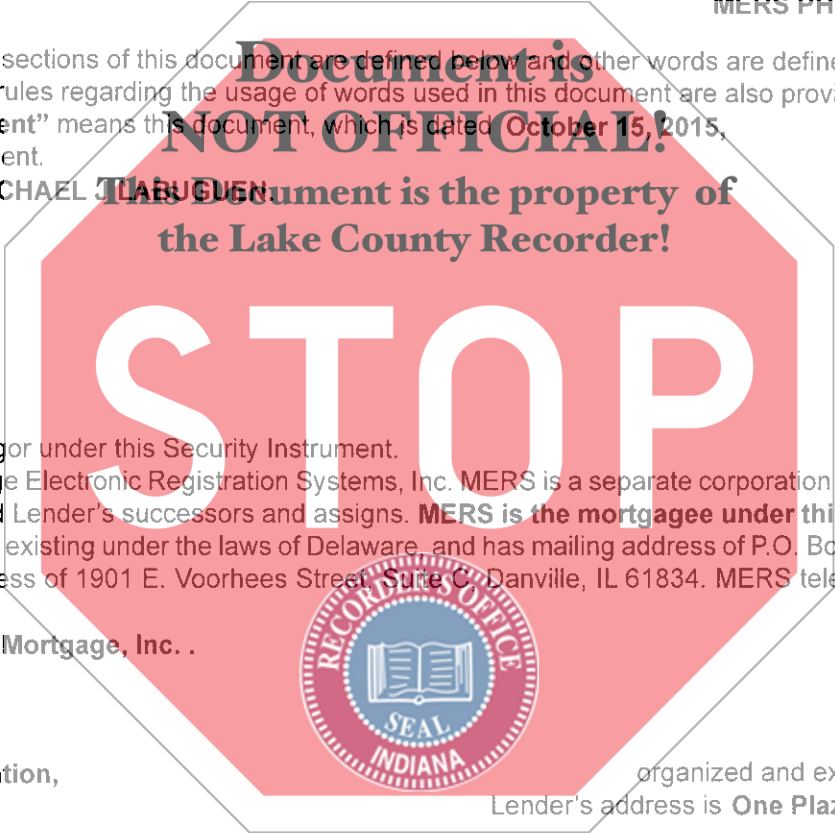 MERS PH
sections of this document are defined below and other words are define
Document is
rules regarding the usage of words used in this document are also provi
ent” means this document, which is dated October 15, 2015,
NOT OFFICIAL!
ent.
CHAEL J LABUGUEN.
This Document is the property of
the Lake County Recorder!
STOP
gor under this Security Instrument.
e Electronic Registration Systems, Inc. MERS is a separate corporation
d Lender's successors and assigns. MERS is the mortgagee under thi
existing under the laws of Delaware, and has mailing address of P.O. Bo
ess of 1901 E. Voorhees Street, Suite C, Danville, IL 61834. MERS tele
RECORDER'S OFFICE
Mortgage, Inc. .
SEAL
INDIANA
tion,
organized and ex
Lender's address is One Plaz